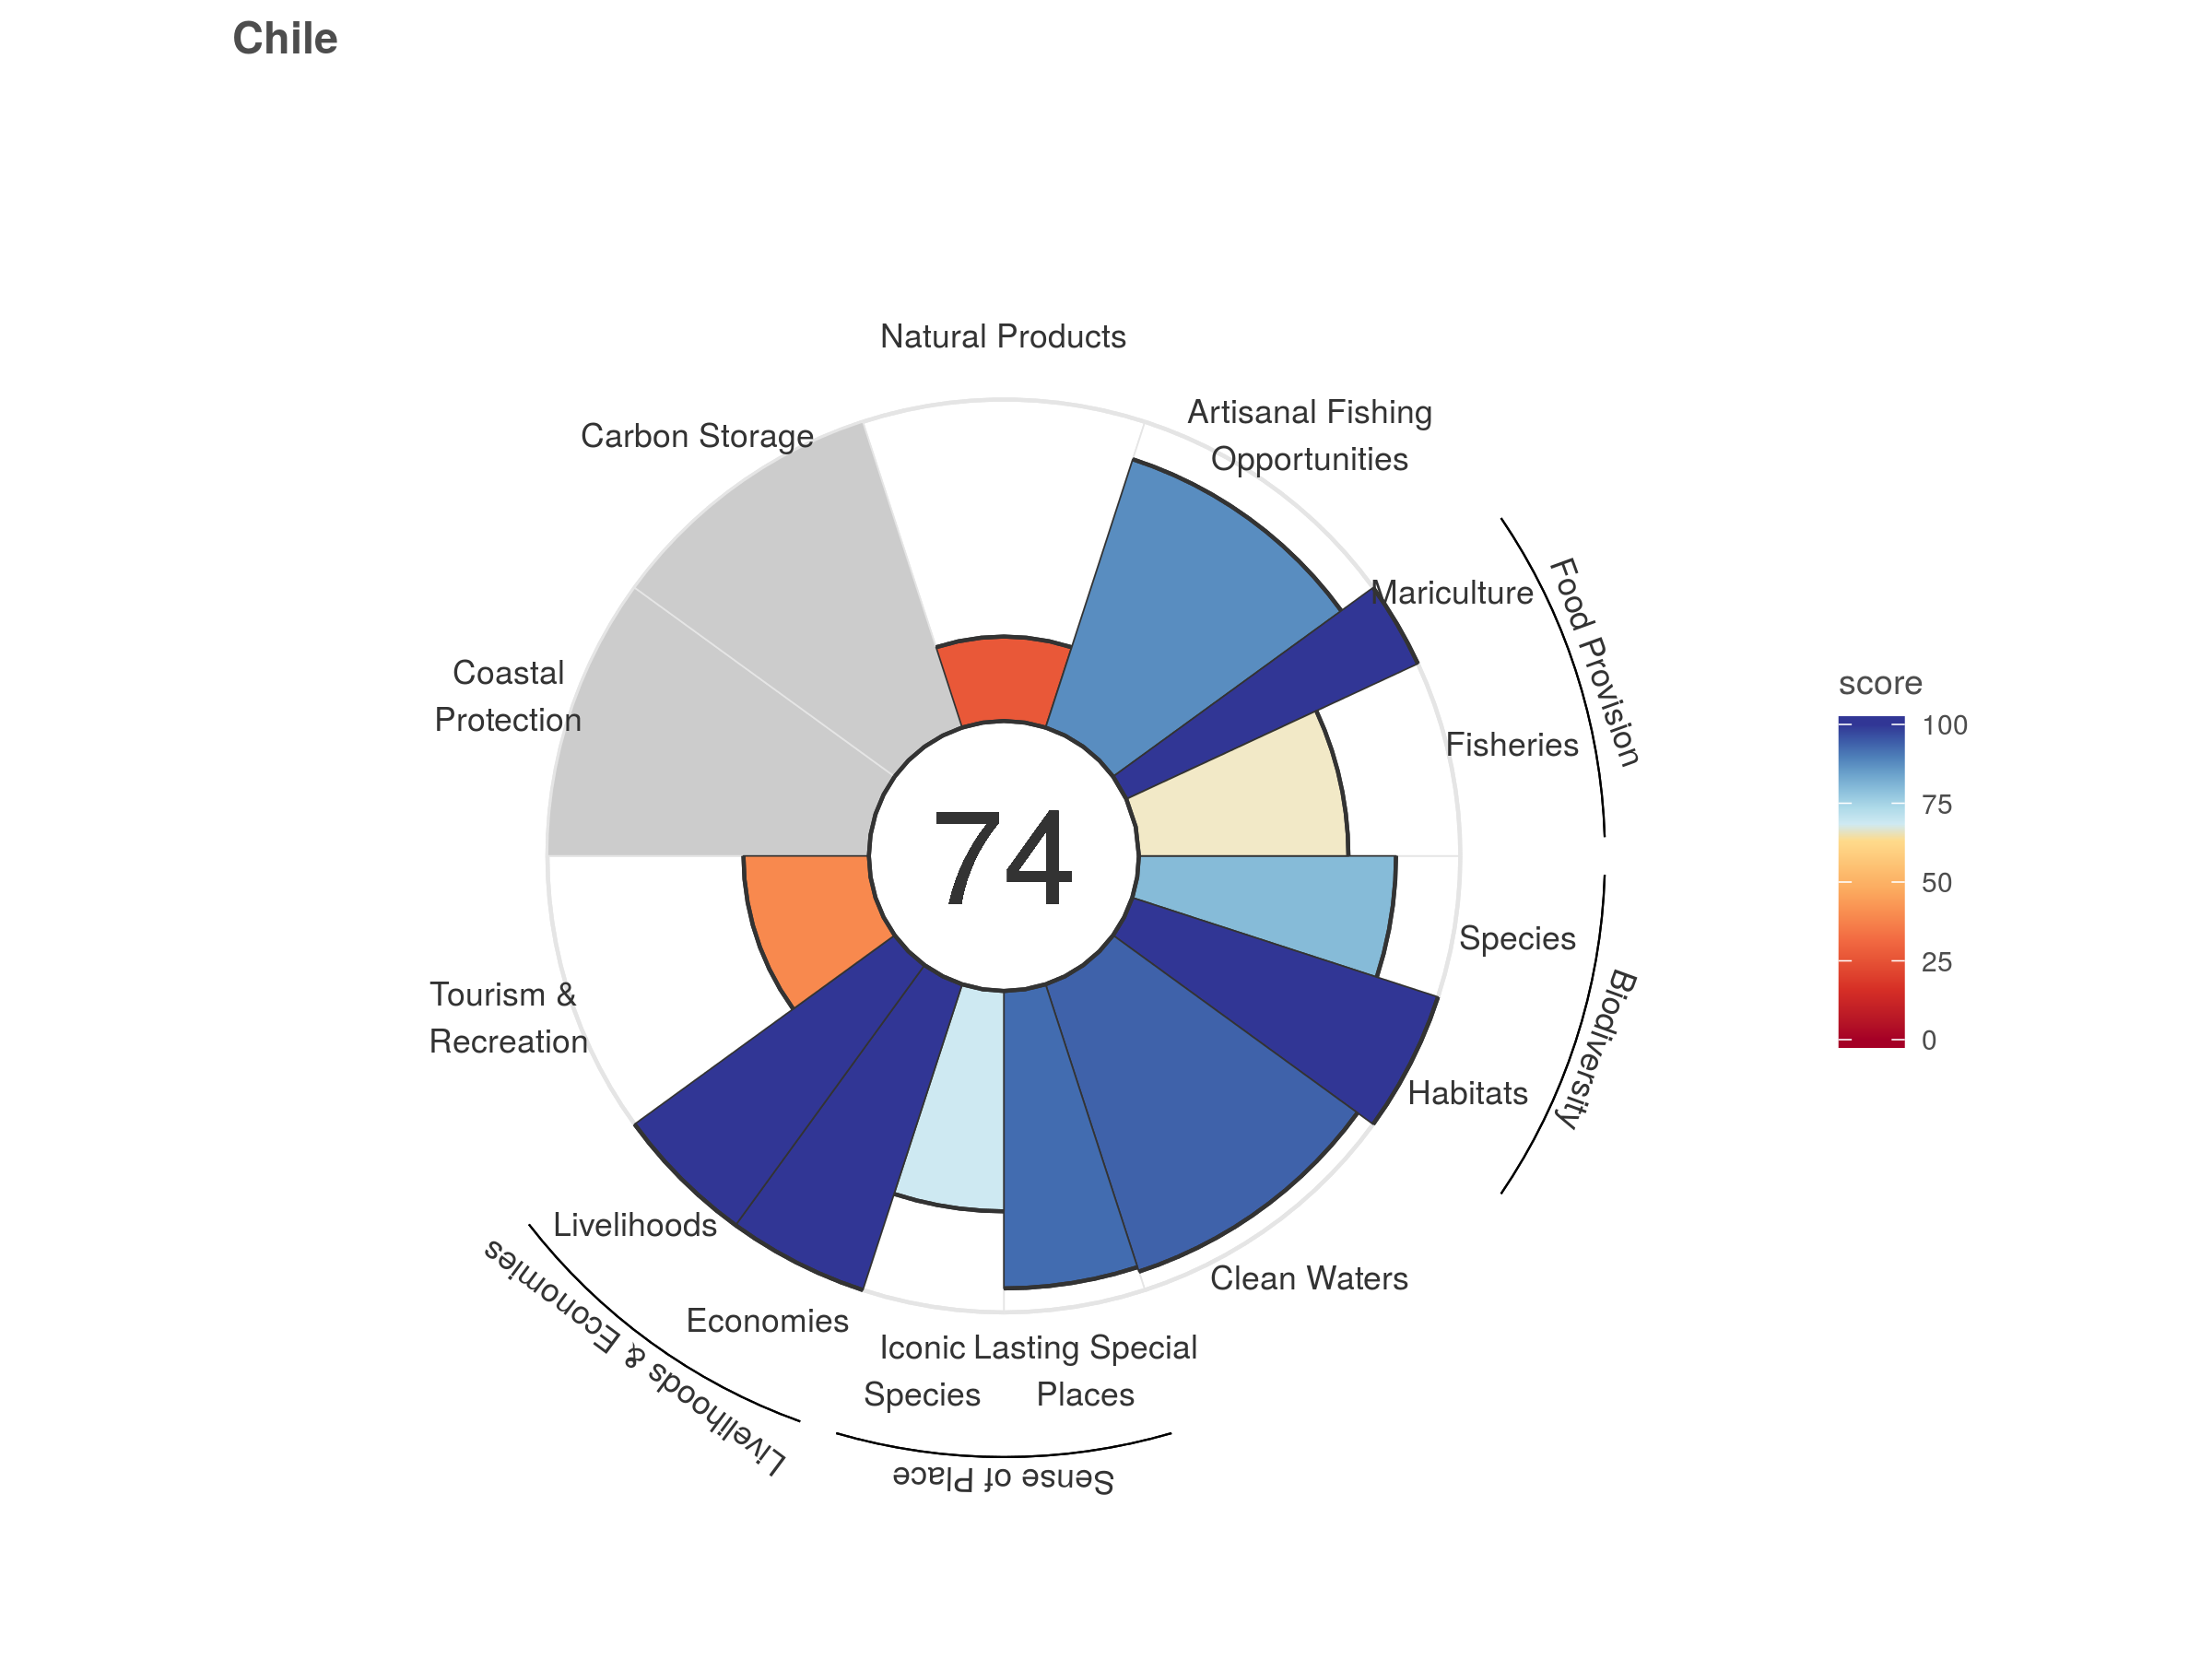 Chile
Natural Products
Artisanal Fishing
Opportunities
Carbon Storage
Mariculture
Food Provision
Fisheries
Coastal
Protection
score
100
75
50
25
0
74
Species
Biodiversity
Tourism &
Recreation
Habitats
Livelihoods
Clean Waters
Livelihoods & Economies
Economies
Iconic
Species
Lasting Special
Places
Sense of Place